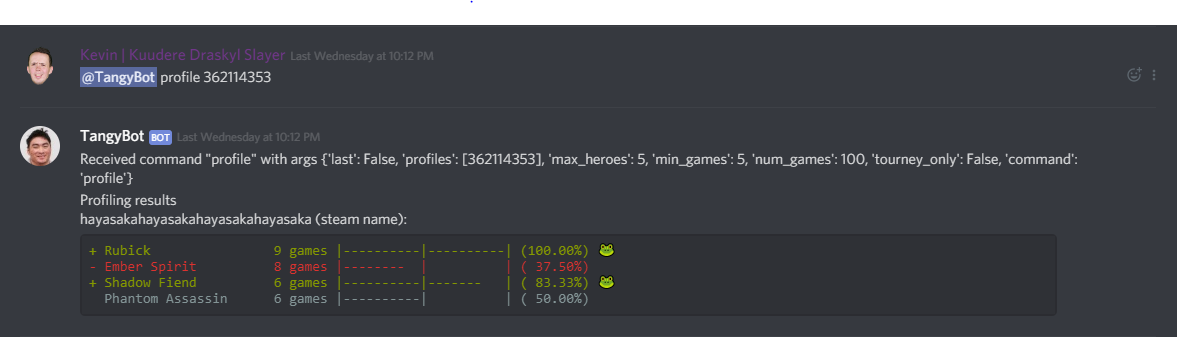 Kevin | Kuudere Draskyl Slayer Last Wednesday at 10:12 PM
@TangyBot profile 362114353
TangyBot BOT Last Wednesday at 10:12 PM
Received command "profile" with args {'last': False, 'profiles': [362114353], 'max_heroes': 5, 'min_games': 5, 'num_games': 100, 'tourney_only': False, 'command':
'profile'}
Profiling results
hayasakahayasakahayasakahayasaka (steam name):
+ Rubick 9 games |----------|----------| (100.00%) 🐸
- Ember Spirit 8 games |-------- | | ( 37.50%)
+ Shadow Fiend 6 games |----------|------- | ( 83.33%) 🐸
Phantom Assassin 6 games |----------| | ( 50.00%)